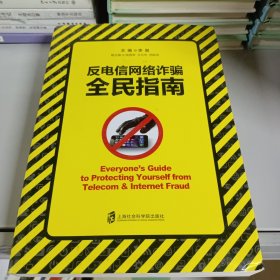 反电信网络诈骗
全民指南
Everyone's Guide
to Protecting Yourself from
Telecom & Internet Fraud
上海社会科学院出版社